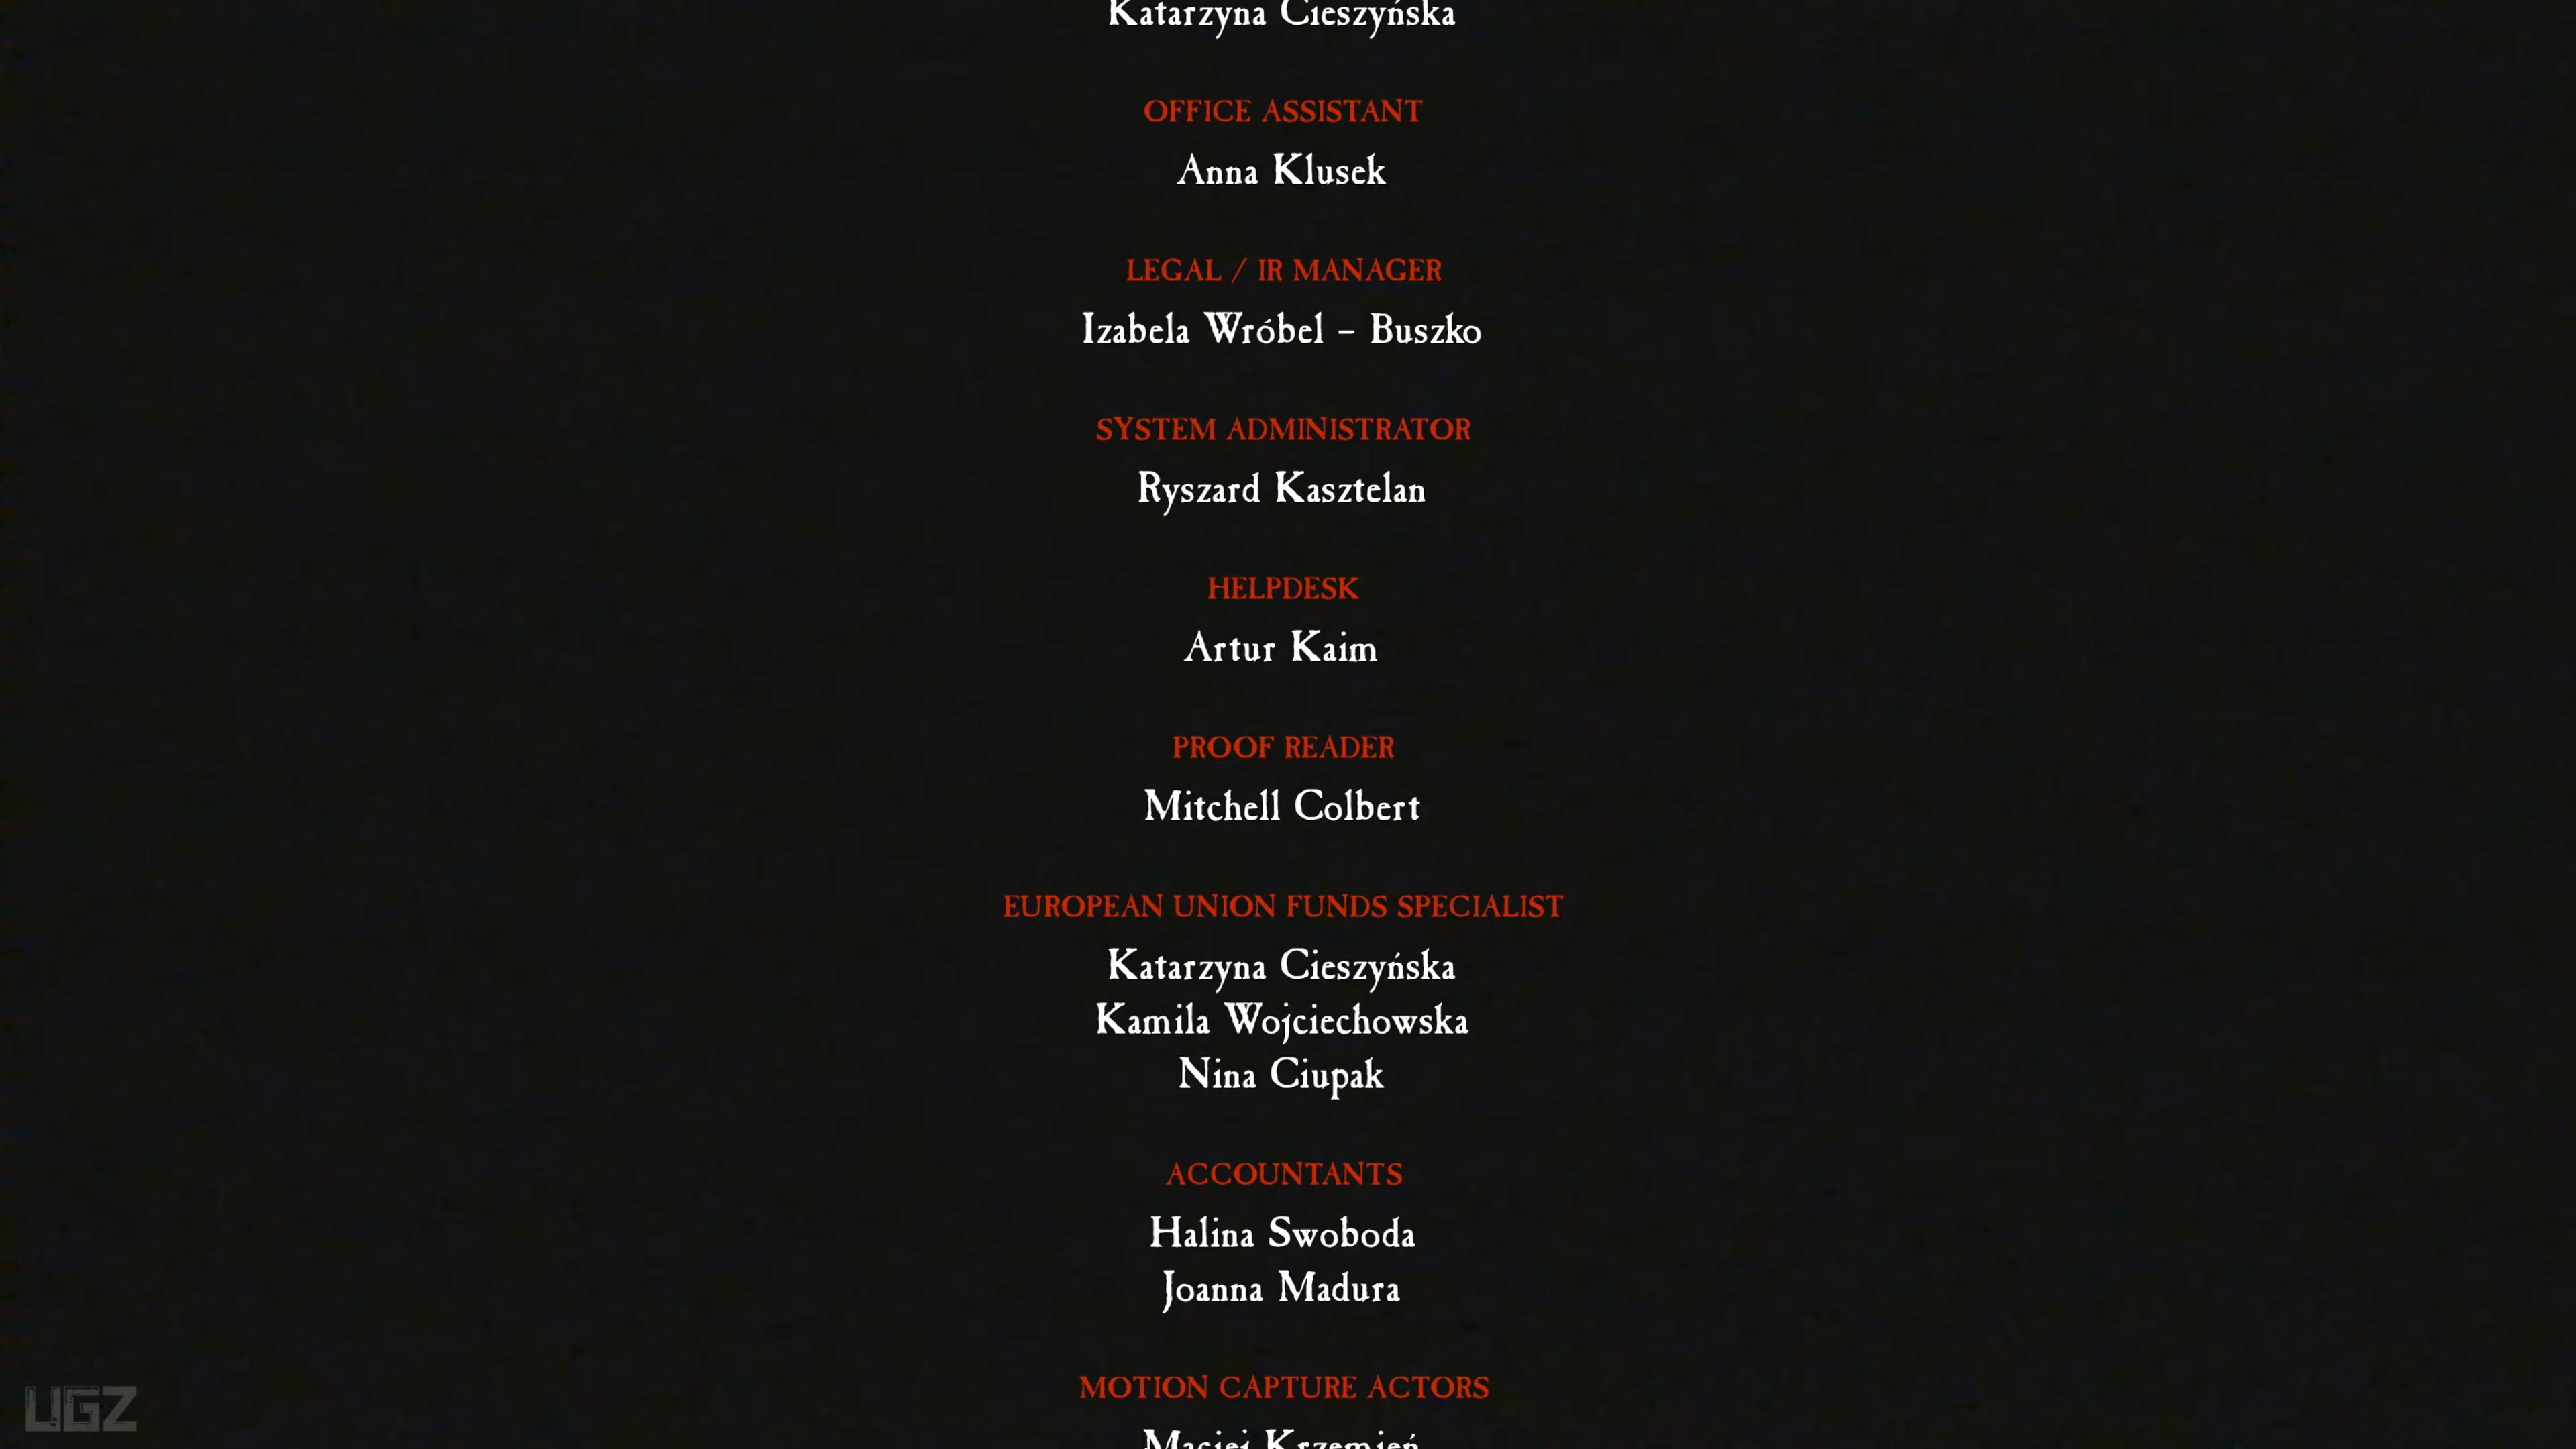 Katarzyna Cieszyńska
OFFICE ASSISTANT
Anna Klusek
LEGAL / IR MANAGER
Izabela Wróbel – Buszko
SYSTEM ADMINISTRATOR
Ryszard Kasztelan
HELPDESK
Artur Kaim
PROOF READER
Mitchell Colbert
EUROPEAN UNION FUNDS SPECIALIST
Katarzyna Cieszyńska
Kamila Wojciechowska
Nina Ciupak
ACCOUNTANTS
Halina Swoboda
Joanna Madura
MOTION CAPTURE ACTORS
Maciej Krzemień
UGZ